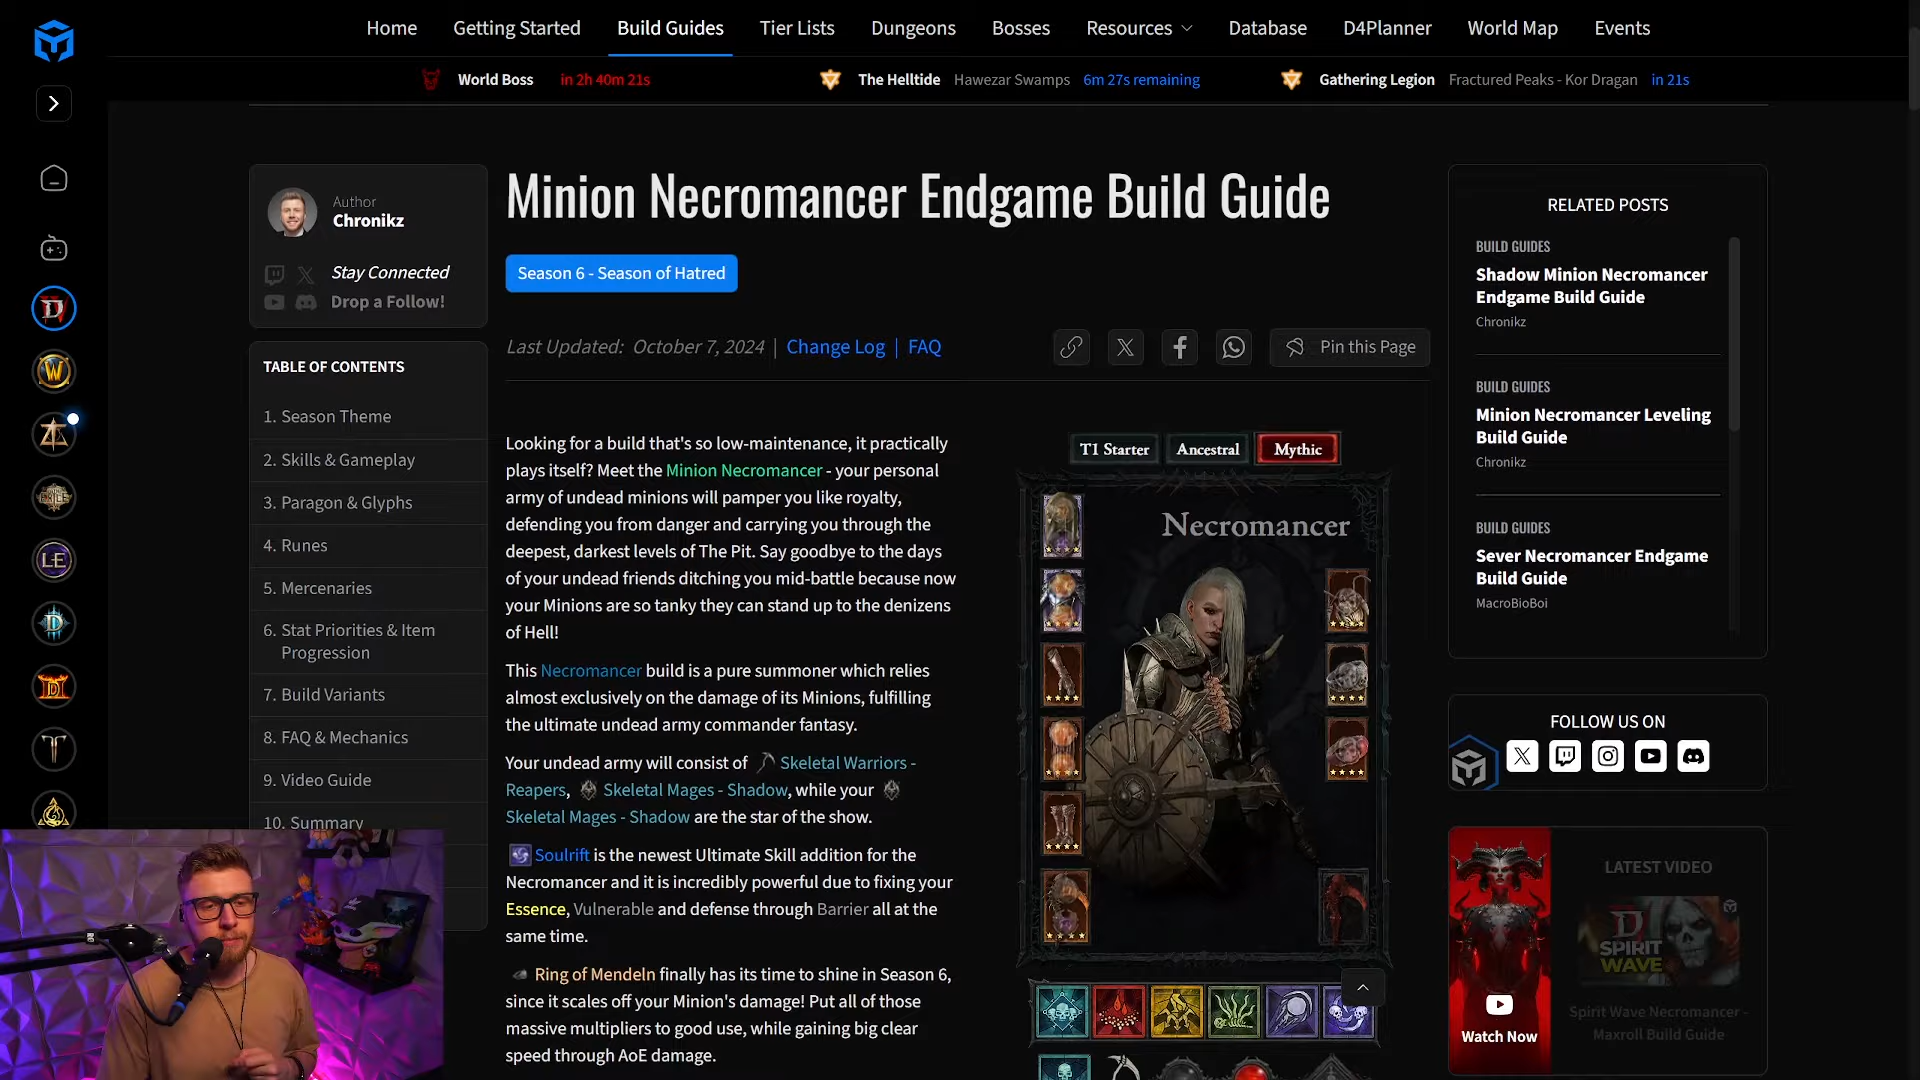 Home
Getting Started
Build Guides
Tier Lists
Dungeons
Bosses
Resources
Database
D4Planner
World Map
Events
World Boss in 2h 40m 21s
The Helltide Hawezar Swamps 6m 27s remaining
Gathering Legion Fractured Peaks - Kor Dragan in 21s
Author
Chronikz
Stay Connected
Drop a Follow!
TABLE OF CONTENTS
1. Season Theme
2. Skills & Gameplay
3. Paragon & Glyphs
4. Runes
5. Mercenaries
6. Stat Priorities & Item
Progression
7. Build Variants
8. FAQ & Mechanics
9. Video Guide
10. Summary
Minion Necromancer Endgame Build Guide
Season 6 - Season of Hatred
Last Updated: October 7, 2024 | Change Log | FAQ
Pin this Page
Looking for a build that's so low-maintenance, it practically
plays itself? Meet the Minion Necromancer - your personal
army of undead minions will pamper you like royalty,
defending you from danger and carrying you through the
deepest, darkest levels of The Pit. Say goodbye to the days
of your undead friends ditching you mid-battle because now
your Minions are so tanky they can stand up to the denizens
of Hell!
This Necromancer build is a pure summoner which relies
almost exclusively on the damage of its Minions, fulfilling
the ultimate undead army commander fantasy.
Your undead army will consist of Skeletal Warriors -
Reapers, Skeletal Mages - Shadow, while your
Skeletal Mages - Shadow are the star of the show.
Soulrift is the newest Ultimate Skill addition for the
Necromancer and it is incredibly powerful due to fixing your
Essence, Vulnerable and defense through Barrier all at the
same time.
Ring of Mendeln finally has its time to shine in Season 6,
since it scales off your Minion's damage! Put all of those
massive multipliers to good use, while gaining big clear
speed through AoE damage.
T1 Starter
Ancestral
Mythic
Necromancer
RELATED POSTS
BUILD GUIDES
Shadow Minion Necromancer
Endgame Build Guide
Chronikz
BUILD GUIDES
Minion Necromancer Leveling
Build Guide
Chronikz
BUILD GUIDES
Sever Necromancer Endgame
Build Guide
MacroBioBoi
FOLLOW US ON
LATEST VIDEO
SPIRIT
WAVE
Watch Now
Spirit Wave Necromancer -
Maxroll Build Guide